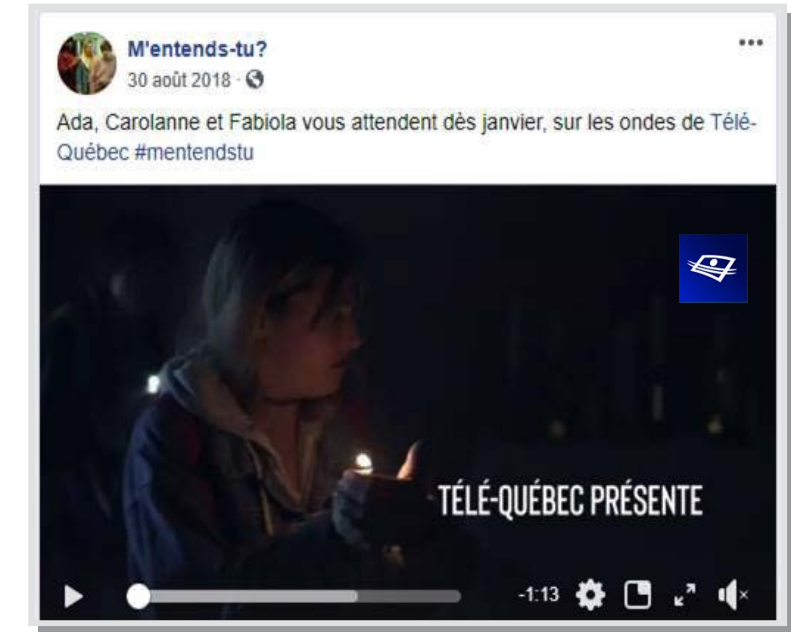 M'entends-tu?
30 août 2018 ·
Ada, Carolanne et Fabiola vous attendent dès janvier, sur les ondes de Télé-
Québec #mentendstu
TÉLÉ-QUÉBEC PRÉSENTE
-1:13